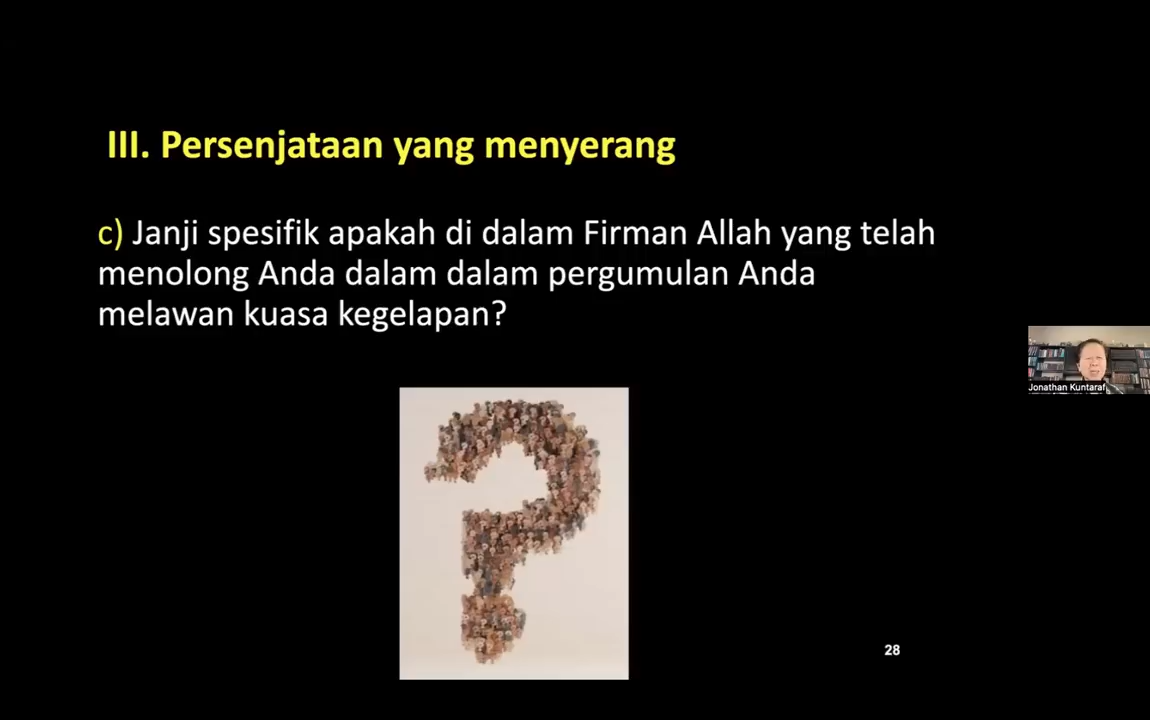 III. Persenjataan yang menyerang
c) Janji spesifik apakah di dalam Firman Allah yang telah
menolong Anda dalam dalam pergumulan Anda
melawan kuasa kegelapan?
Jonathan Kuntaraf
28